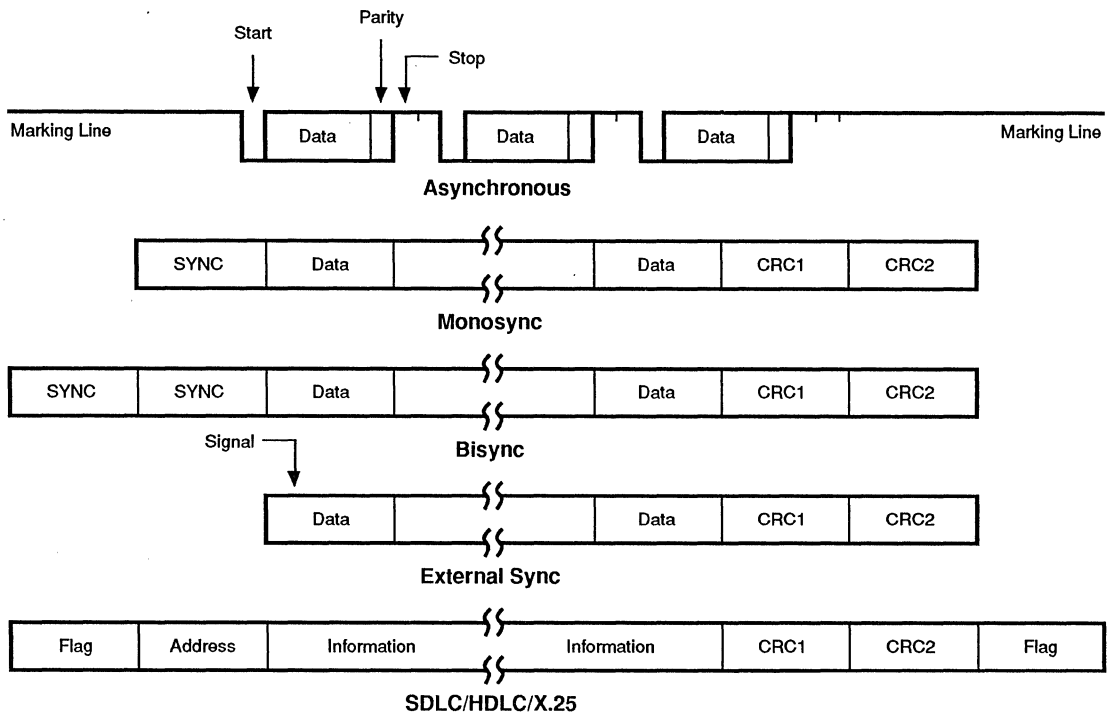 Parity
Start
Stop
Marking Line
Data
Data
Data
Marking Line
Asynchronous
SYNC
Data
Data
CRC1
CRC2
Monosync
SYNC
SYNC
Data
Data
CRC1
CRC2
Signal
Bisync
Data
Data
CRC1
CRC2
External Sync
Flag
Address
Information
Information
CRC1
CRC2
Flag
SDLC/HDLC/X.25